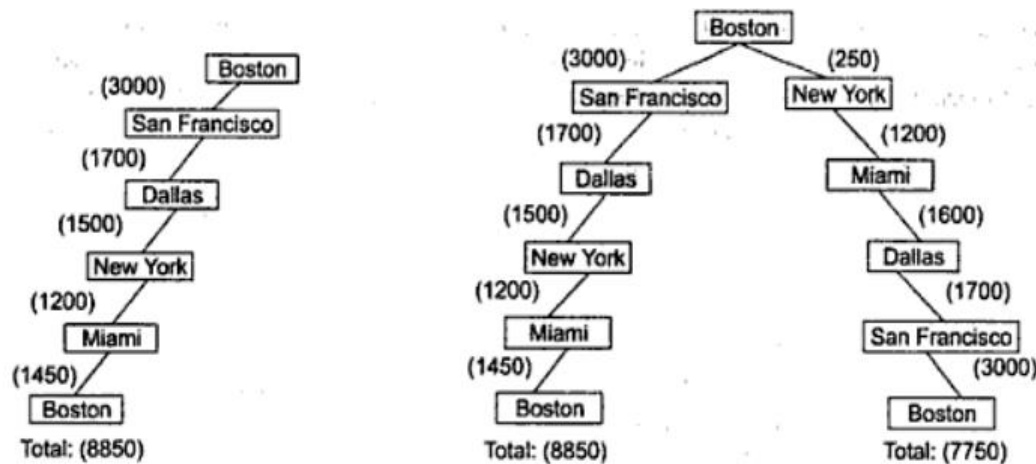 Boston
(3000)
San Francisco
(1700)
Dallas
(1500)
New York
(1200)
Miami
(1450)
Boston
Total: (8850)
Boston
(3000)
San Francisco
(1700)
Dallas
(1500)
New York
(1200)
Miami
(1450)
Boston
Total: (8850)
(250)
New York
(1200)
Miami
(1600)
Dallas
(1700)
San Francisco
(3000)
Boston
Total: (7750)